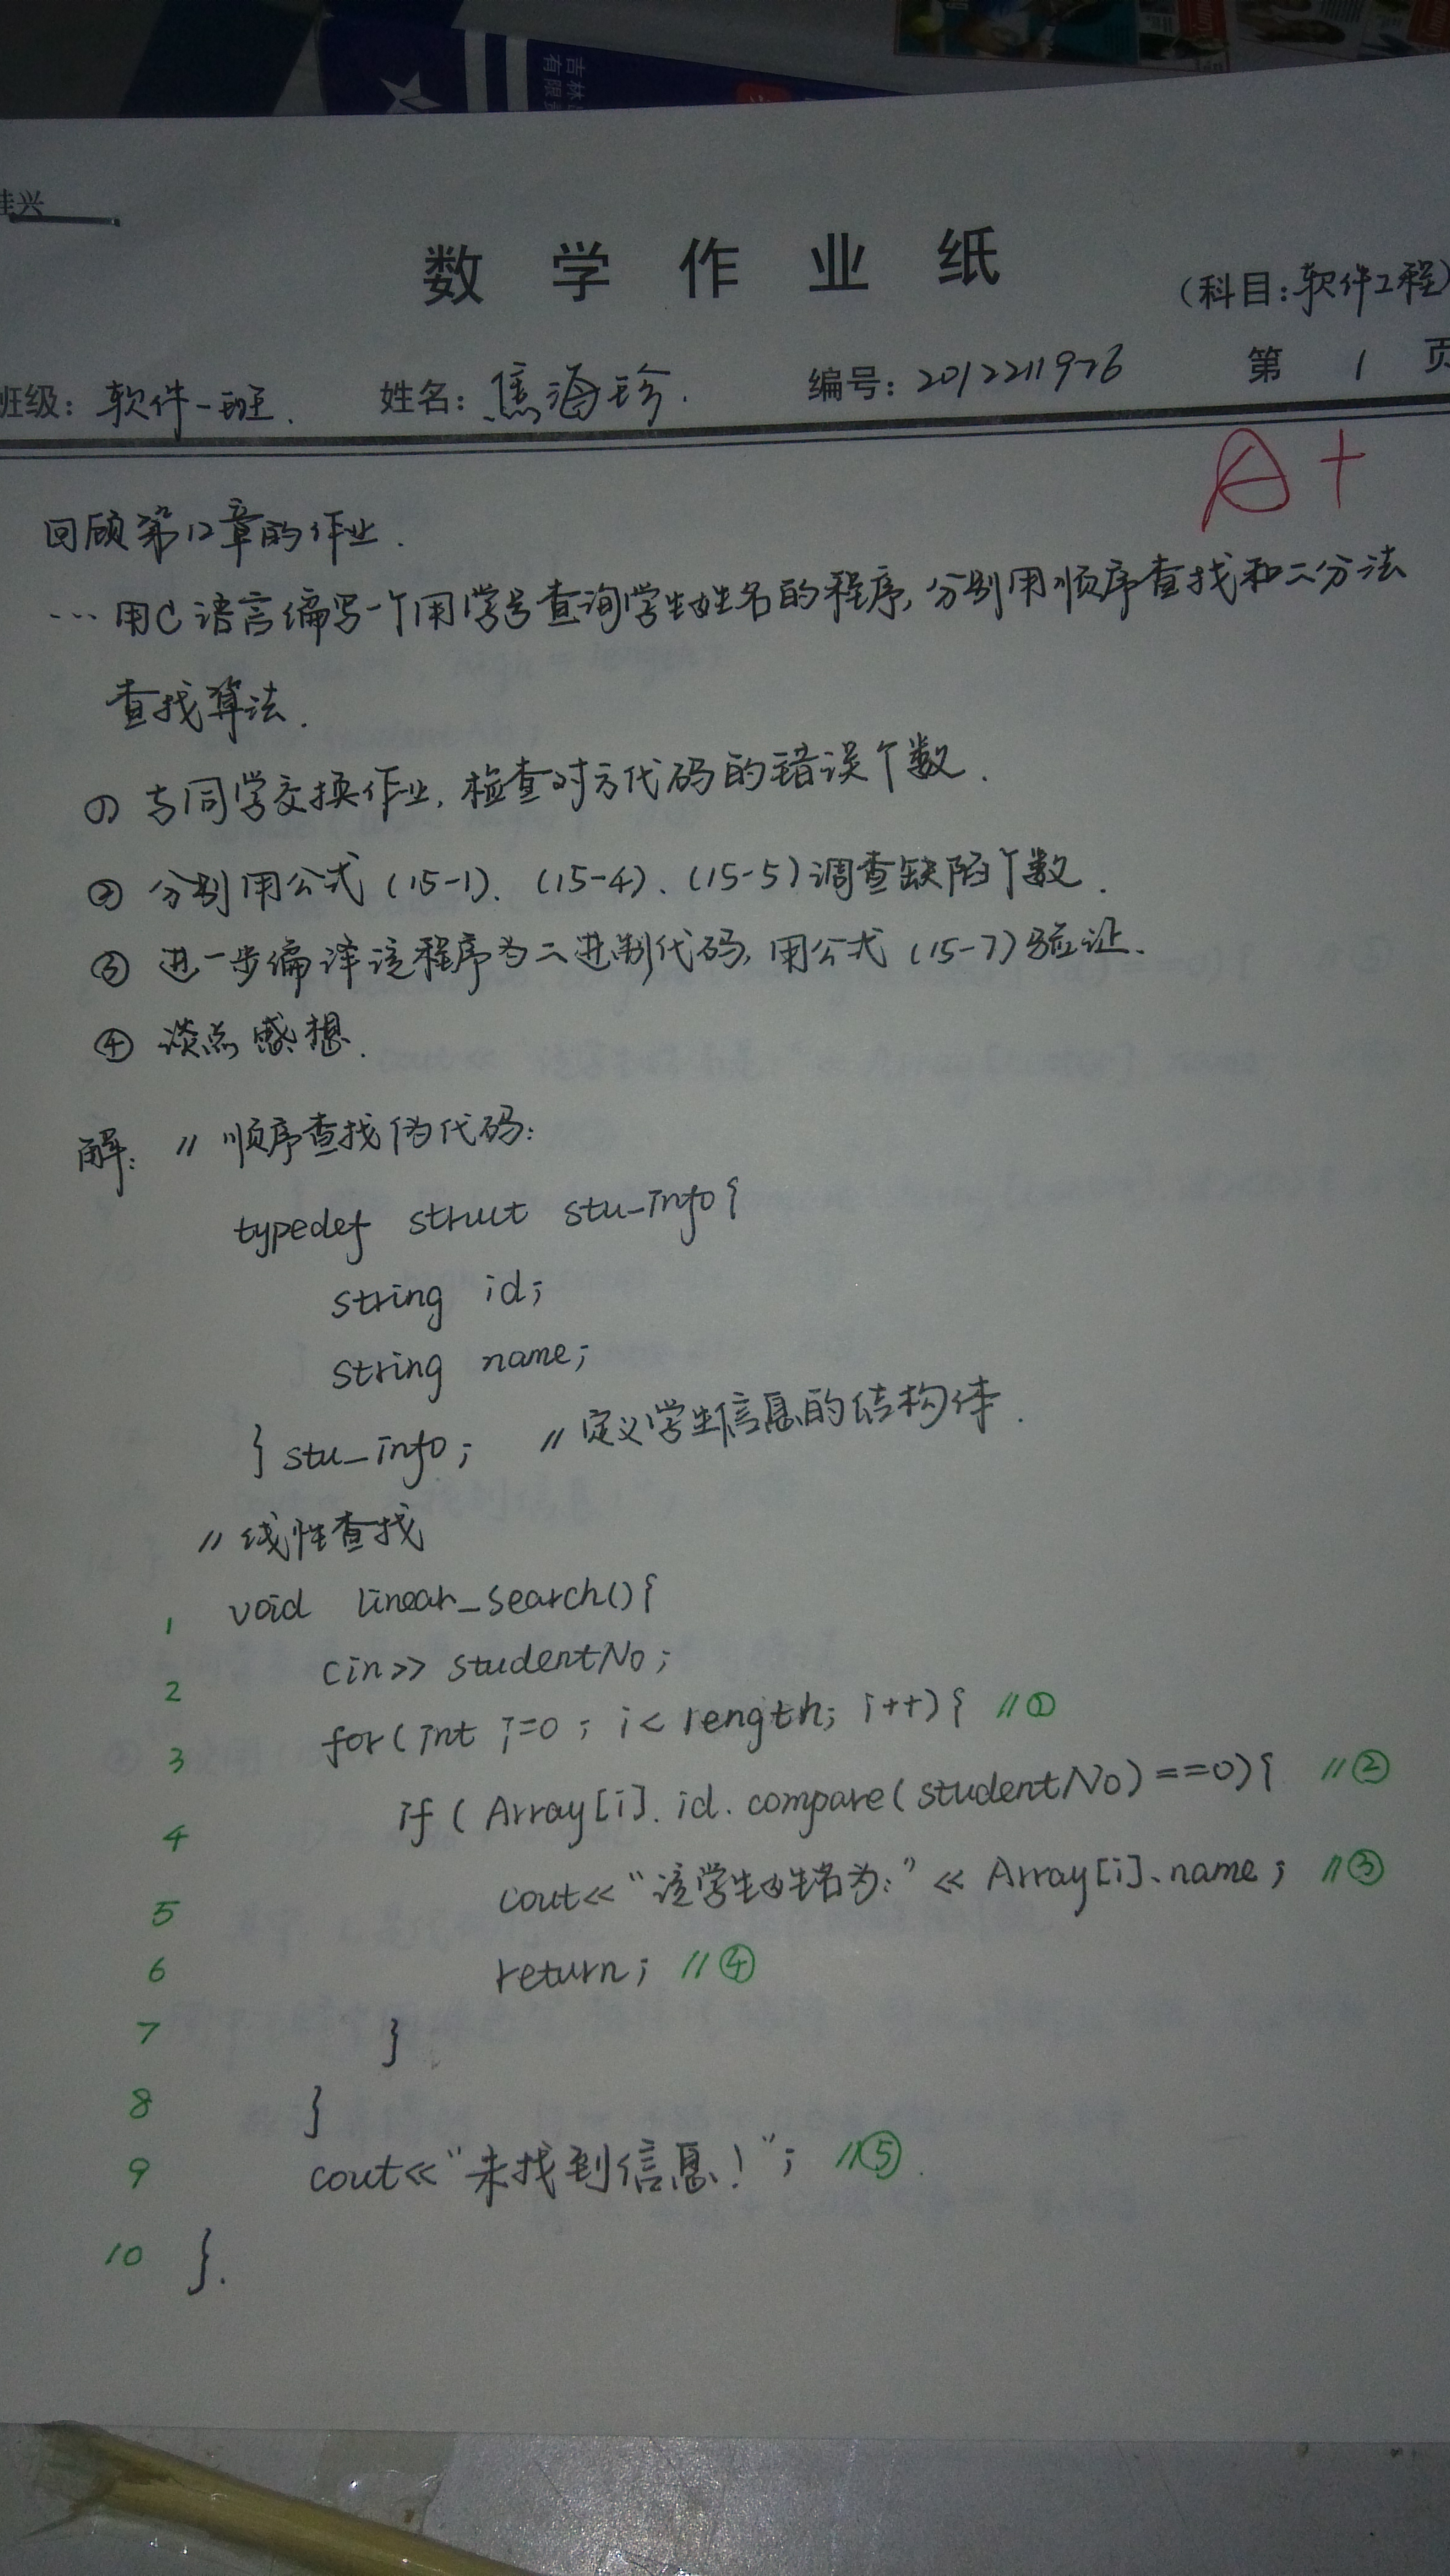 吉林
有限
佳兴
数学作业纸
(科目:软件工程)
班级: 软件一班. 姓名: 焦海珍. 编号: 2012211976 第 1 页
A+
回顾第12章的作业.
… 用C语言编写一个用学号查询学生姓名的程序,分别用顺序查找和二分法
查找算法.
① 与同学交换作业,检查对方代码的错误个数.
② 分别用公式 (15-1)、(15-4)、(15-5)调查缺陷个数.
③ 进一步编译该程序为二进制代码,用公式 (15-7)验证.
④ 谈点感想.
解: // 顺序查找伪代码:
typedef struct stu_info{
string id;
string name;
} stu_info; // 定义学生信息的结构体.
// 线性查找
1 void linear_search(){
2 cin>> studentNo;
3 for(int i=0; i< length; i++){ //①
4 if( Array[i].id.compare(studentNo)==0){ //②
5 cout<<"该学生姓名为:"<< Array[i].name; //③
6 return; //④
7 }
8 }
9 cout<<"未找到信息!"; //⑤.
10 }.